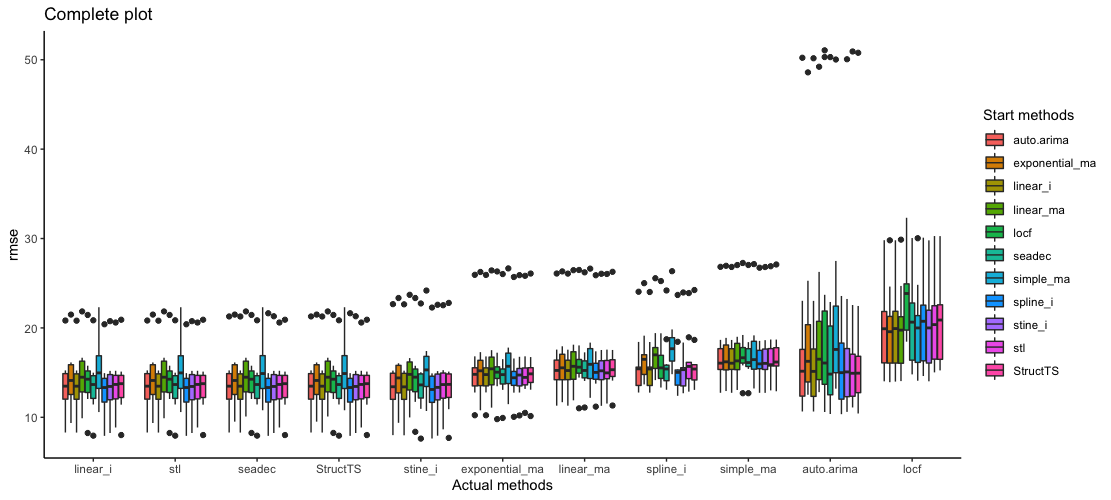 Complete plot
rmse
50
40
30
20
10
linear_i
stl
seadec
StructTS
stine_i
exponential_ma
linear_ma
spline_i
simple_ma
auto.arima
locf
Actual methods
Start methods
auto.arima
exponential_ma
linear_i
linear_ma
locf
seadec
simple_ma
spline_i
stine_i
stl
StructTS